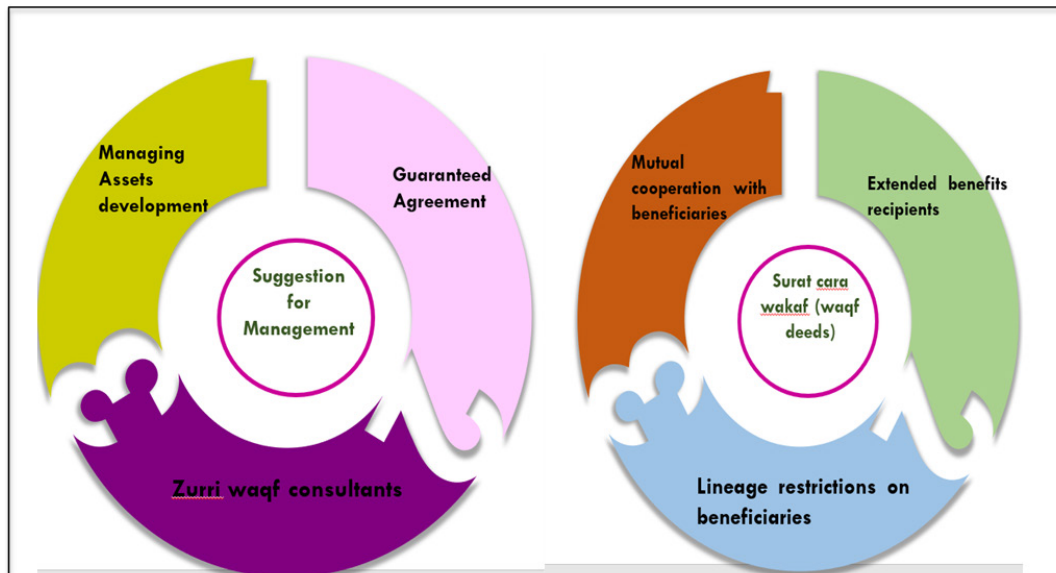 Managing
Assets
development
Guaranteed
Agreement
Suggestion
for
Management
Zurri waqf consultants
Mutual
cooperation with
beneficiaries
Extended benefits
recipients
Surat cara
wakaf (waqf
deeds)
Lineage restrictions on
beneficiaries